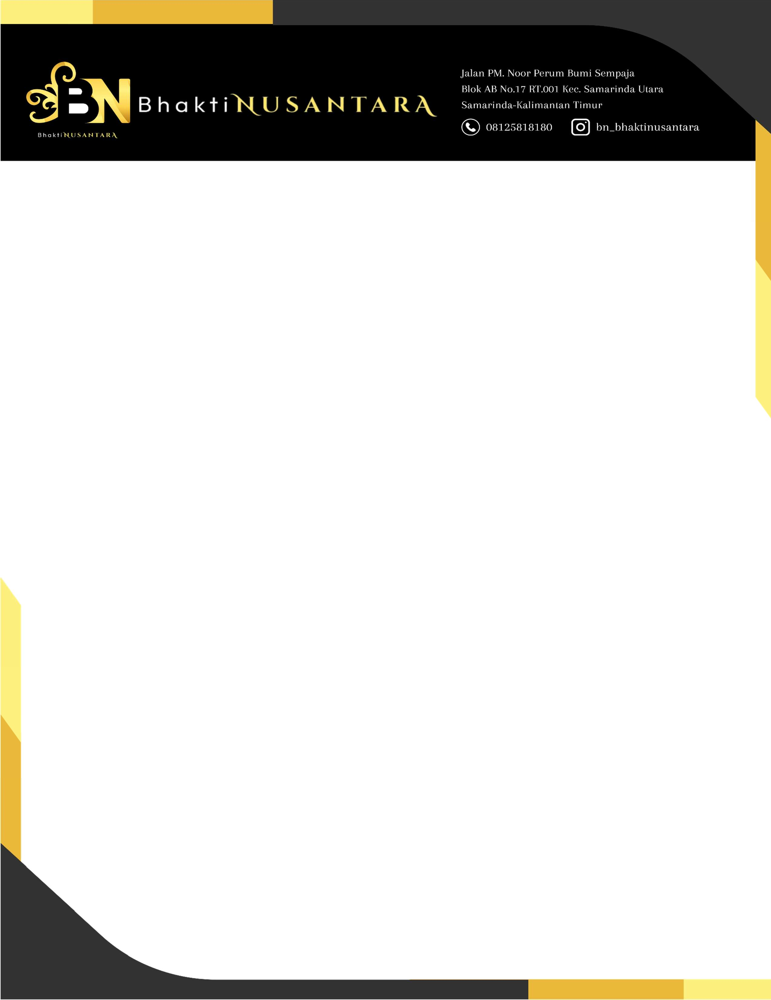 BN
BhaktiNUSANTARA
BhaktiNUSANTARA
Jalan PM. Noor Perum Bumi Sempaja
Blok AB No.17 RT.001 Kec. Samarinda Utara
Samarinda-Kalimantan Timur
08125818180 bn_bhaktinusantara